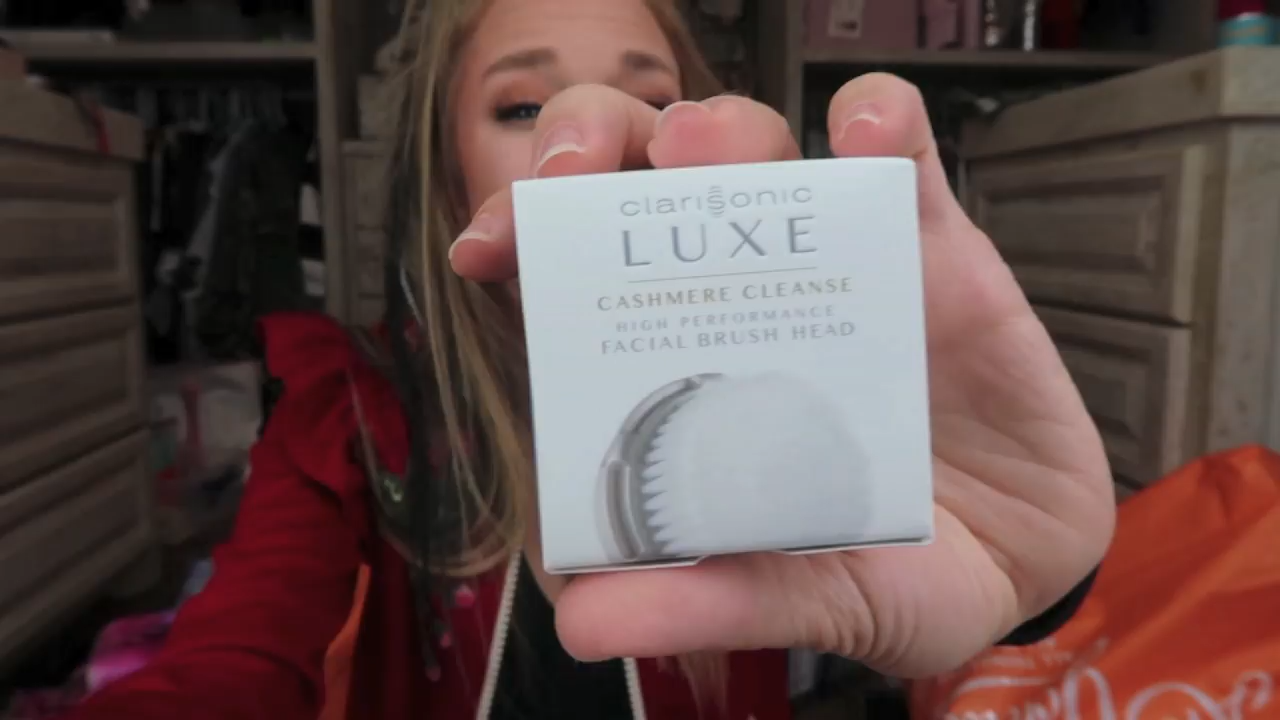 clarisonic
LUXE
CASHMERE CLEANSE
HIGH PERFORMANCE
FACIAL BRUSH HEAD